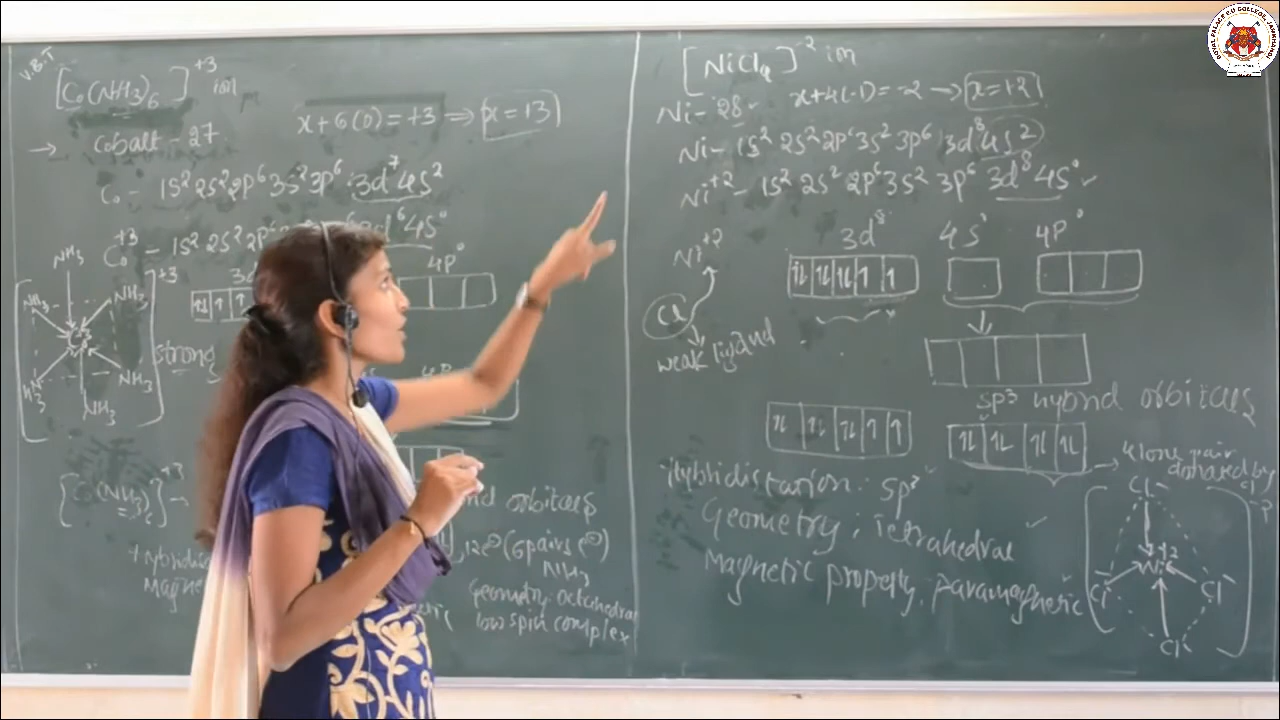 V.B.T
[Co(NH3)6]+3 ion
x+6(0)=+3 ⟹ x=+3
→ Cobalt - 27
Co - 1S² 2S² 2p⁶ 3S² 3p⁶ 3d⁷ 4S²
Co+3 - 1S² 2S² 2p⁶ 3d⁶ 4S⁰
3d
4p⁰
NH3
NH3
NH3
NH3
NH3
+3
strong
4p
[Co(NH3)6]+3 →
orbitals
12e⊖ (6 pairs e⊖)
NH3
Geometry: octahedral
low spin complex
[NiCl4]-2 ion
Ni - 28
x+4(-1)=-2 → x=+2
Ni - 1S² 2S² 2p⁶ 3S² 3p⁶ 3d⁸ 4S²
Ni+2 - 1S² 2S² 2p⁶ 3S² 3p⁶ 3d⁸ 4S⁰
Ni+2
3d⁸ 4S⁰ 4p⁰
Cl
weak ligand
sp³ hybrid orbitals
4 lone pair
donated by
Cl⁻
Hybridisation: sp³
Geometry: Tetrahedral
Magnetic property: paramagnetic
Cl⁻
Ni+2
Cl⁻
Cl⁻
Cl⁻
-2